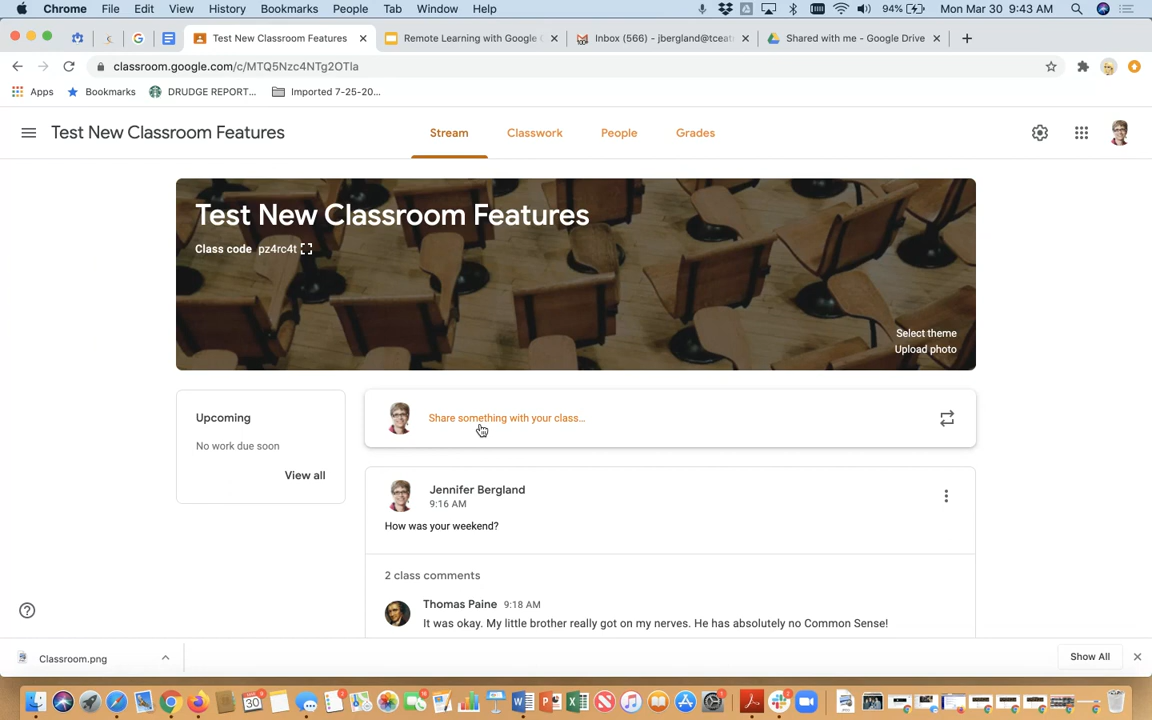 Chrome File Edit View History Bookmarks People Tab Window Help 94% Mon Mar 30 9:43 AM
Test New Classroom Features Remote Learning with Google C Inbox (566) - jbergland@tceat Shared with me - Google Drive
classroom.google.com/c/MTQ5Nzc4NTg2OTIa
Apps Bookmarks DRUDGE REPORT... Imported 7-25-20...
Test New Classroom Features Stream Classwork People Grades
Test New Classroom Features
Class code pz4rc4t
Select theme
Upload photo
Upcoming
No work due soon
View all
Share something with your class...
Jennifer Bergland
9:16 AM
How was your weekend?
2 class comments
Thomas Paine 9:18 AM
It was okay. My little brother really got on my nerves. He has absolutely no Common Sense!
Classroom.png Show All